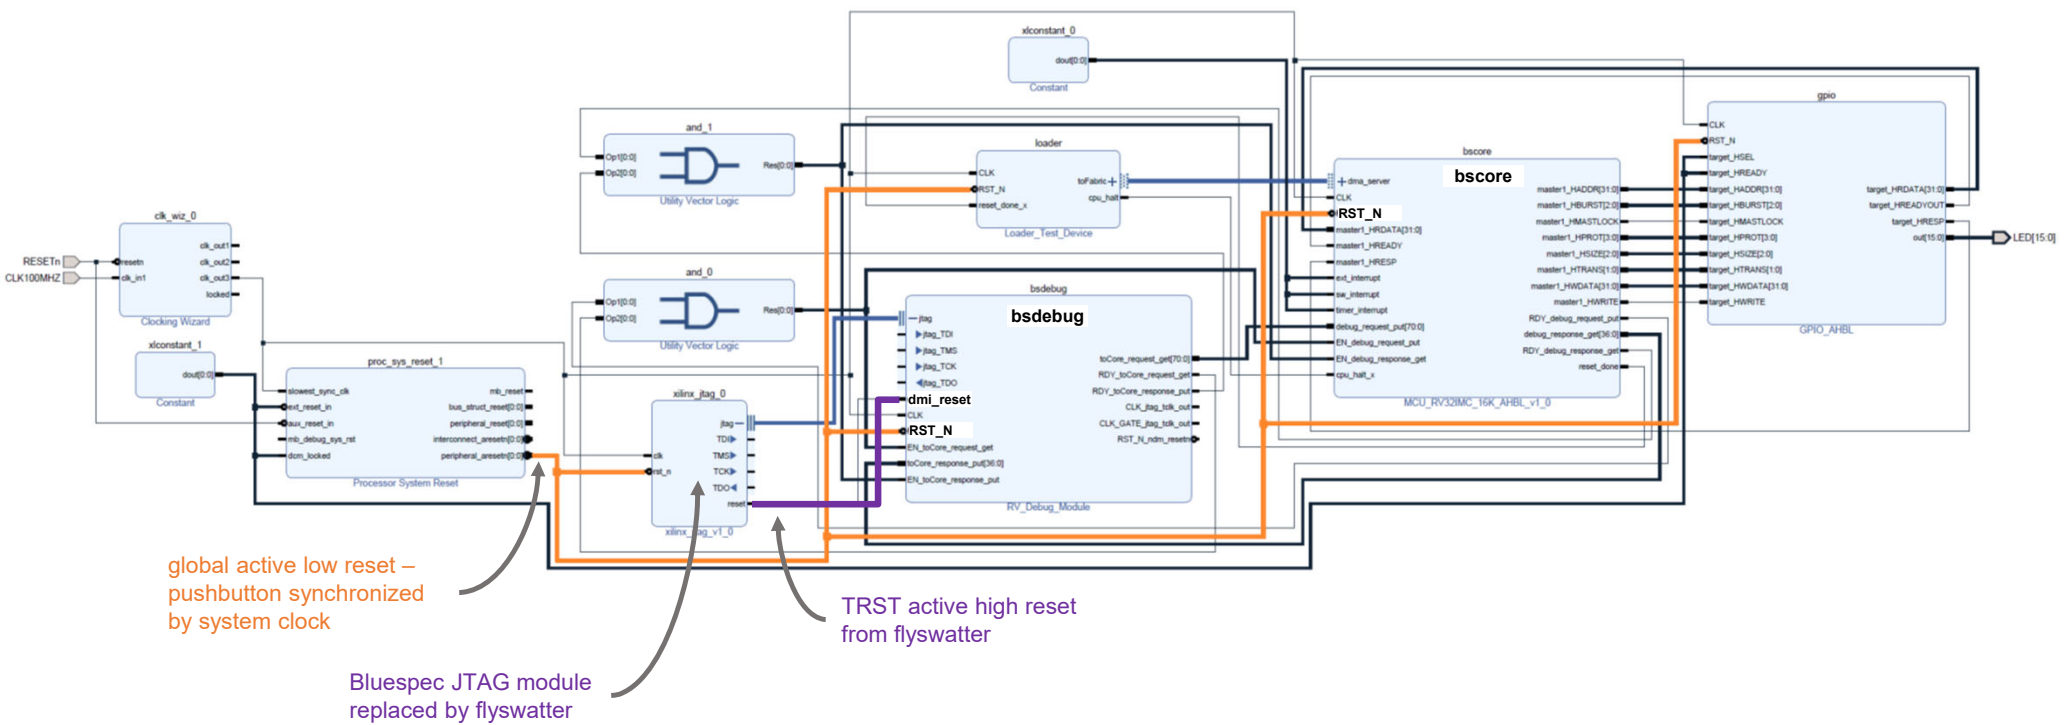 xlconstant_0
dout[0:0]
Constant
and_1
Op1[0:0]
Op2[0:0]
Res[0:0]
Utility Vector Logic
loader
CLK
RST_N
reset_done_x
toFabric
cpu_halt
Loader_Test_Device
bscore
bscore
dma_server
CLK
RST_N
master1_HRDATA[31:0]
master1_HREADY
master1_HRESP
ext_interrupt
sw_interrupt
timer_interrupt
debug_request_put[70:0]
EN_debug_request_put
EN_debug_response_get
cpu_halt_x
master1_HADDR[31:0]
master1_HBURST[2:0]
master1_HMASTLOCK
master1_HPROT[3:0]
master1_HSIZE[2:0]
master1_HTRANS[1:0]
master1_HWDATA[31:0]
master1_HWRITE
RDY_debug_request_put
debug_response_get[36:0]
RDY_debug_response_get
reset_done
MCU_RV32IMC_16K_AHBL_v1_0
gpio
CLK
RST_N
target_HSEL
target_HREADY
target_HADDR[31:0]
target_HBURST[2:0]
target_HMASTLOCK
target_HPROT[3:0]
target_HSIZE[2:0]
target_HTRANS[1:0]
target_HWDATA[31:0]
target_HWRITE
target_HRDATA[31:0]
target_HREADYOUT
target_HRESP
out[15:0]
GPIO_AHBL
LED[15:0]
clk_wiz_0
RESETn
CLK100MHZ
resetn
clk_in1
clk_out1
clk_out2
clk_out3
locked
Clocking Wizard
and_0
Op1[0:0]
Op2[0:0]
Res[0:0]
Utility Vector Logic
xlconstant_1
dout[0:0]
Constant
proc_sys_reset_1
slowest_sync_clk
ext_reset_in
aux_reset_in
mb_debug_sys_rst
dcm_locked
mb_reset
bus_struct_reset[0:0]
peripheral_reset[0:0]
interconnect_aresetn[0:0]
peripheral_aresetn[0:0]
Processor System Reset
xilinx_jtag_0
clk
rst_n
jtag
TDI
TMS
TCK
TDO
reset
xilinx_jtag_v1_0
bsdebug
bsdebug
jtag
jtag_TDI
jtag_TMS
jtag_TCK
jtag_TDO
dmi_reset
CLK
RST_N
EN_toCore_request_get
toCore_response_put[36:0]
EN_toCore_response_put
toCore_request_get[70:0]
RDY_toCore_request_get
RDY_toCore_response_put
CLK_jtag_tclk_out
CLK_GATE_jtag_tclk_out
RST_N_ndm_resetn
RV_Debug_Module
global active low reset –
pushbutton synchronized
by system clock
TRST active high reset
from flyswatter
Bluespec JTAG module
replaced by flyswatter